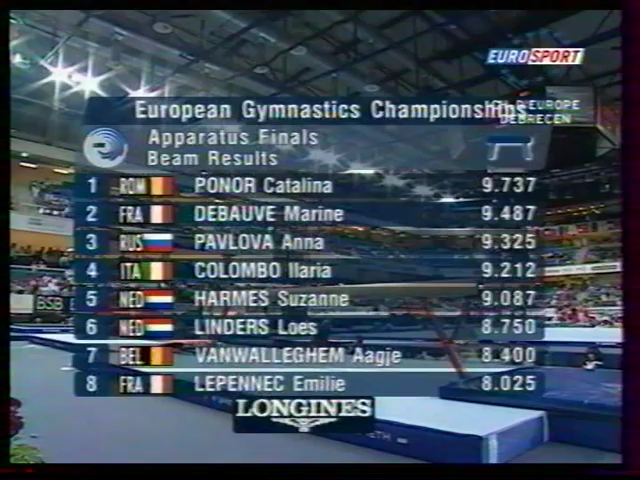 EUROSPORT
European Gymnastics Championships
D'EUROPE
DEBRECEN
Apparatus Finals
Beam Results
1 ROM PONOR Catalina 9.737
2 FRA DEBAUVE Marine 9.487
3 RUS PAVLOVA Anna 9.325
4 ITA COLOMBO Ilaria 9.212
5 NED HARMES Suzanne 9.087
6 NED LINDERS Loes 8.750
7 BEL VANWALLEGHEM Aagje 8.400
8 FRA LEPENNEC Emilie 8.025
BSB
LONGINES